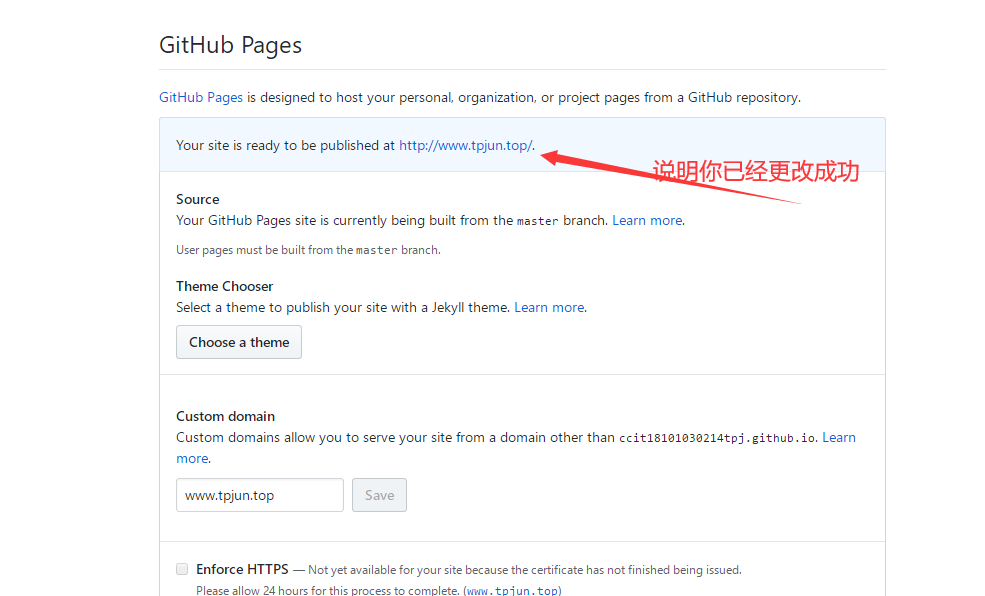 GitHub Pages
GitHub Pages is designed to host your personal, organization, or project pages from a GitHub repository.
Your site is ready to be published at http://www.tpjun.top/.
说明你已经更改成功
Source
Your GitHub Pages site is currently being built from the master branch. Learn more.
User pages must be built from the master branch.
Theme Chooser
Select a theme to publish your site with a Jekyll theme. Learn more.
Choose a theme
Custom domain
Custom domains allow you to serve your site from a domain other than ccit18101030214tpj.github.io. Learn
more.
www.tpjun.top Save
Enforce HTTPS — Not yet available for your site because the certificate has not finished being issued.
Please allow 24 hours for this process to complete. (www.tpjun.top)